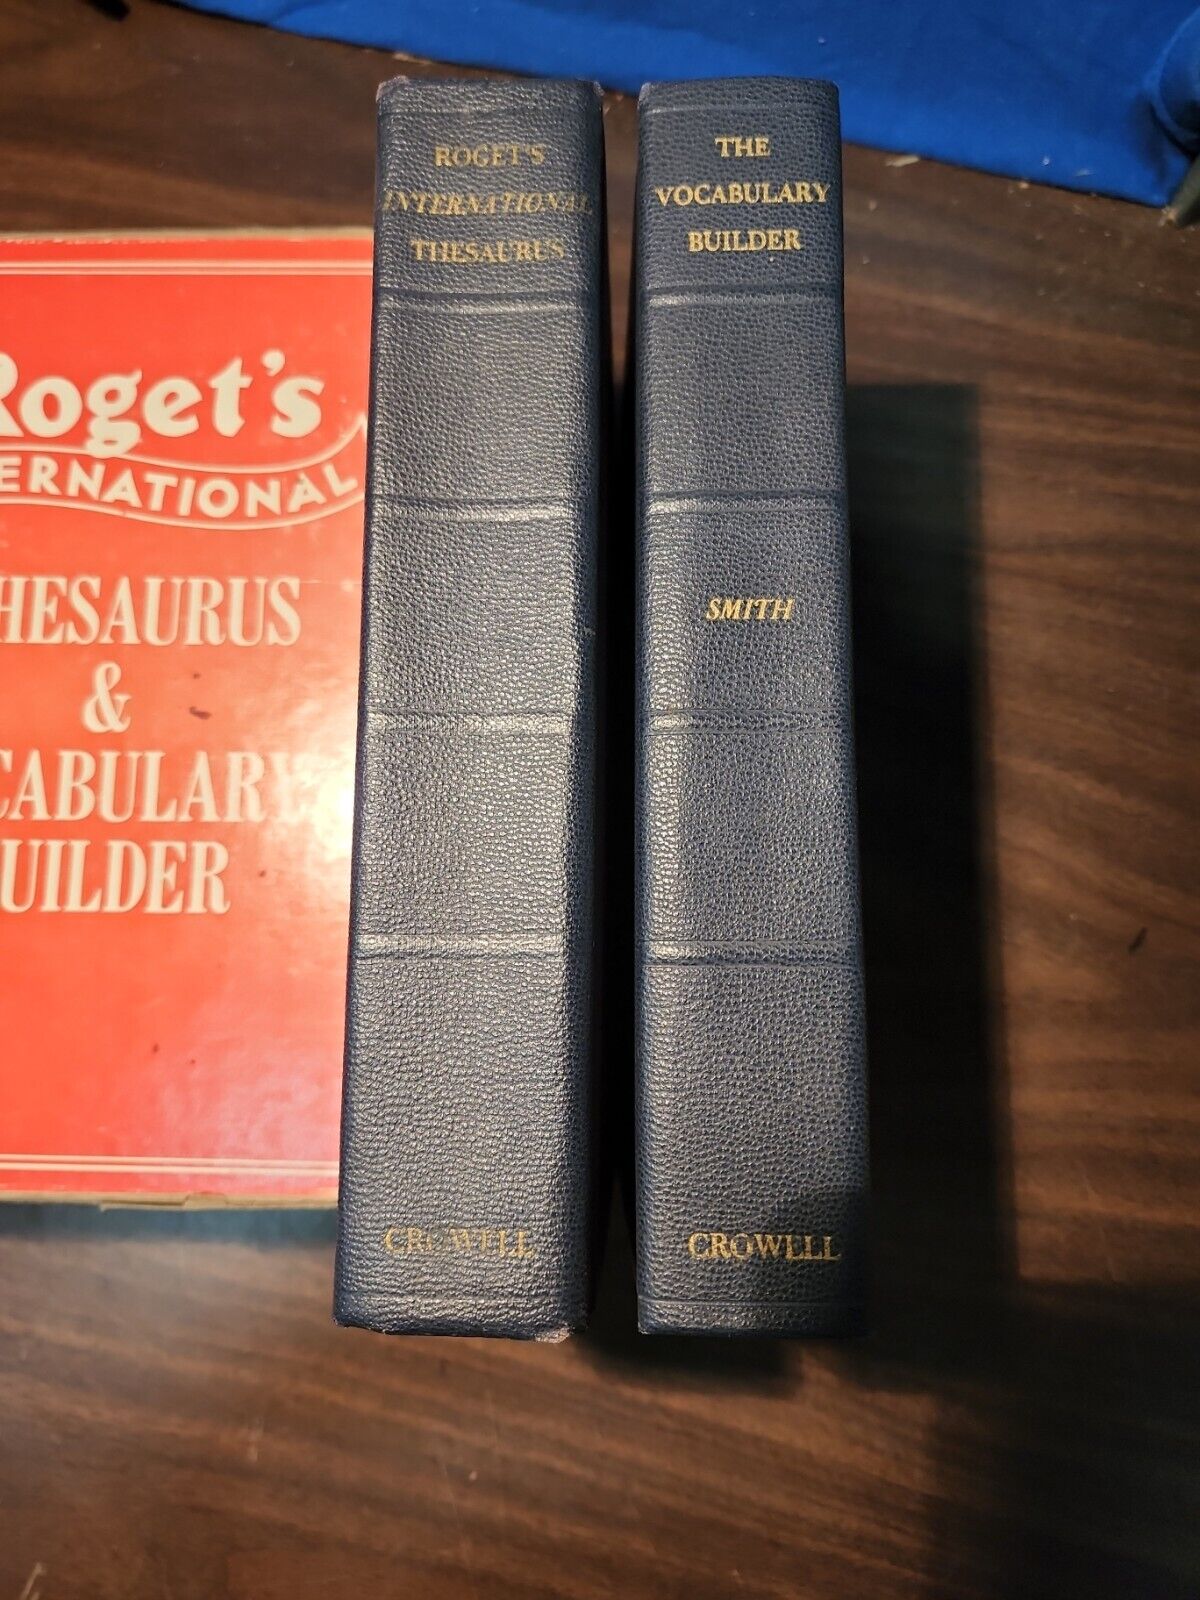 Roget's
ERNATIONAL
HESAURUS
&
CABULARY
UILDER
ROGET'S
INTERNATIONAL
THESAURUS
CROWELL
THE
VOCABULARY
BUILDER
SMITH
CROWELL